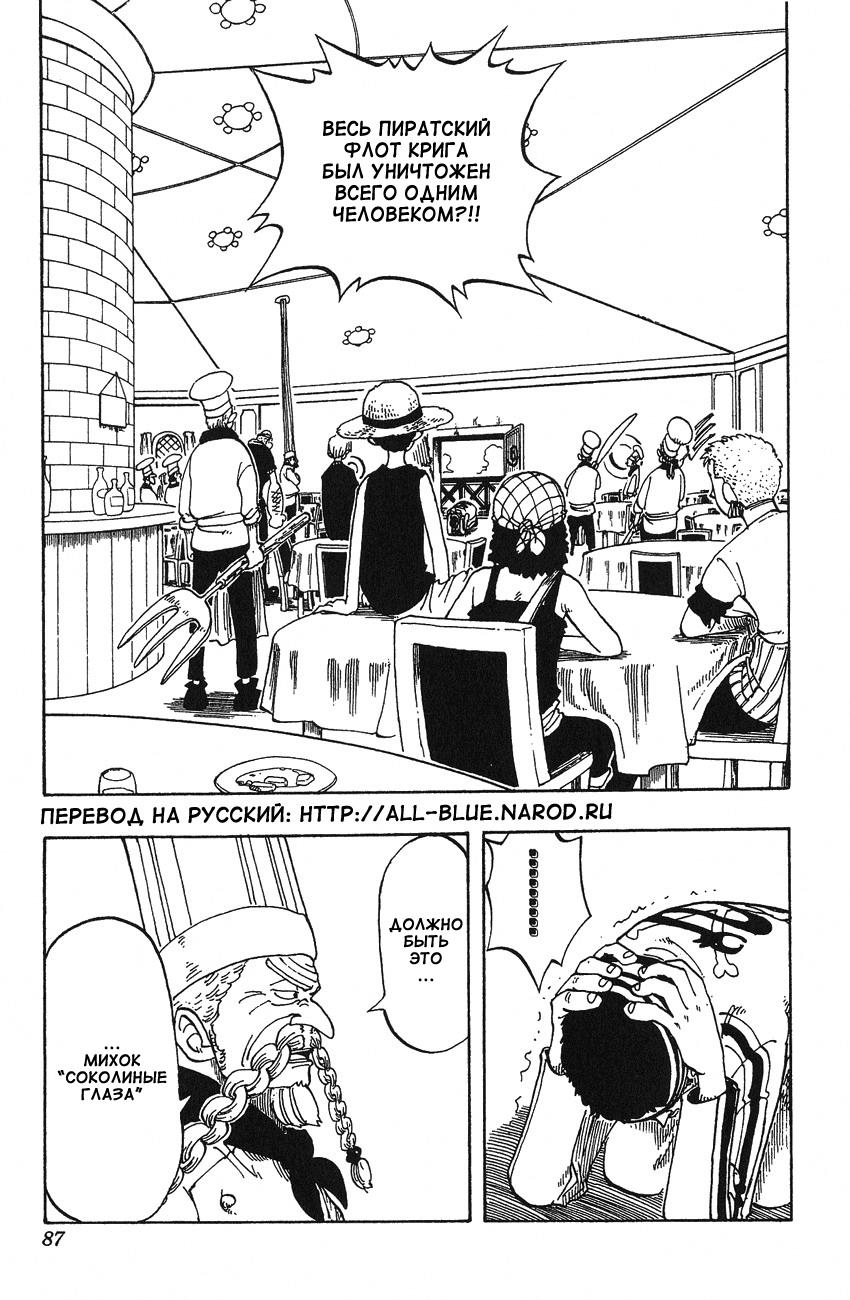 ВЕСЬ ПИРАТСКИЙ
ФЛОТ КРИГА
БЫЛ УНИЧТОЖЕН
ВСЕГО ОДНИМ
ЧЕЛОВЕКОМ?!!
ПЕРЕВОД НА РУССКИЙ: HTTP://ALL-BLUE.NAROD.RU
ДОЛЖНО
БЫТЬ
ЭТО
...
...
МИХОК
"СОКОЛИНЫЕ
ГЛАЗА"
87